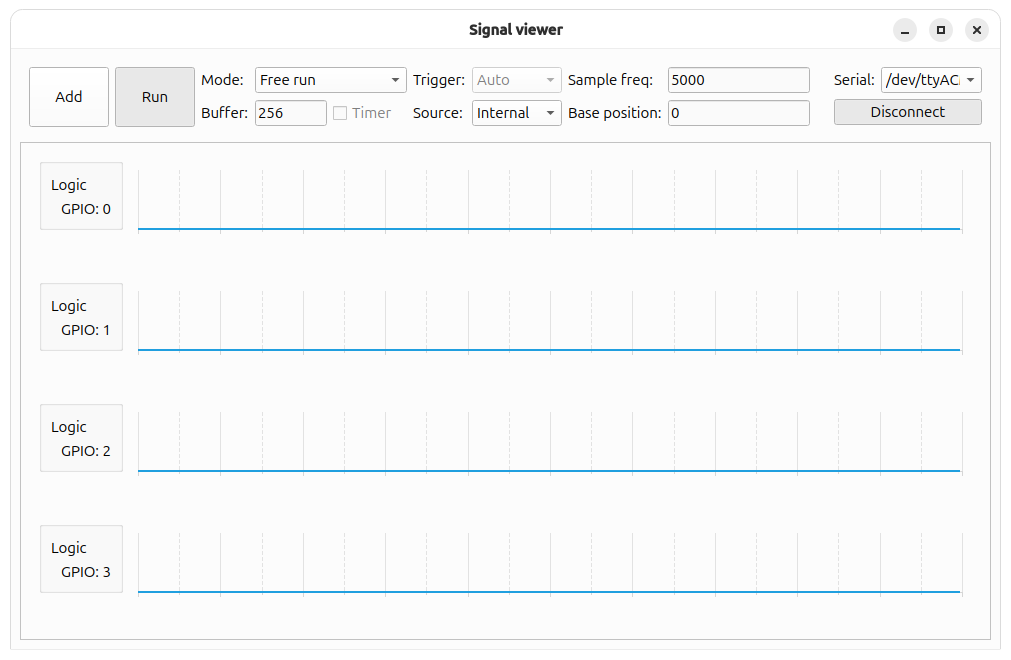 Signal viewer
Add
Run
Mode: Free run Trigger: Auto Sample freq: 5000 Serial: /dev/ttyAC
Buffer: 256 Timer Source: Internal Base position: 0 Disconnect
Logic
GPIO: 0
Logic
GPIO: 1
Logic
GPIO: 2
Logic
GPIO: 3